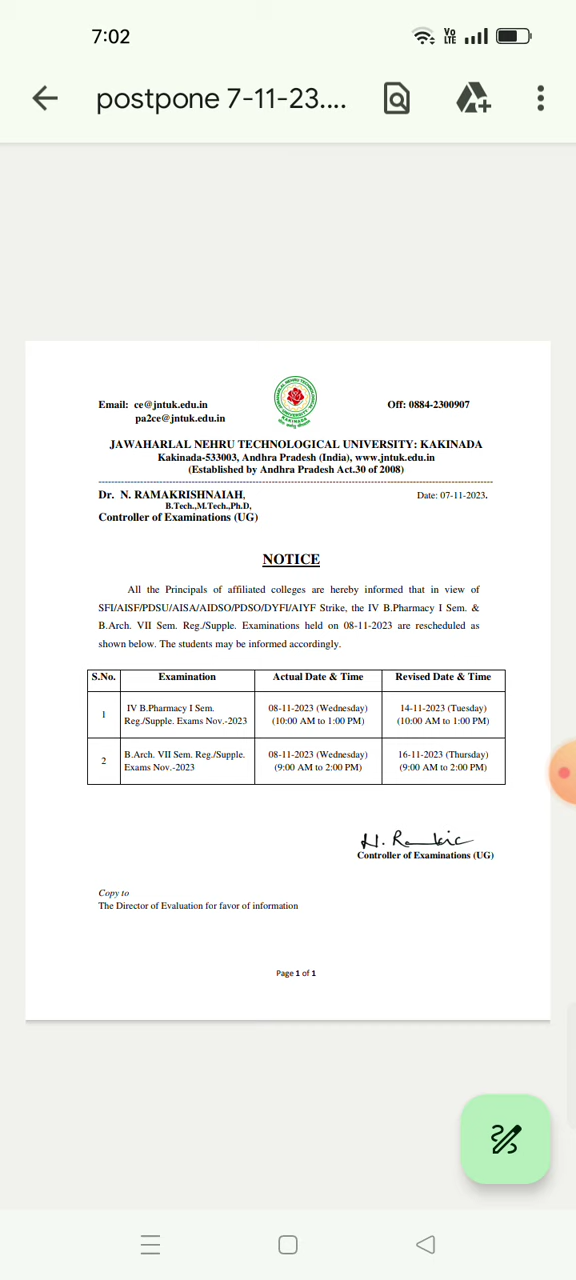 7:02
Vo LTE
postpone 7-11-23....
Email: ce@jntuk.edu.in
pa2ce@jntuk.edu.in
Off: 0884-2300907
JAWAHARLAL NEHRU TECHNOLOGICAL UNIVERSITY: KAKINADA
Kakinada-533003, Andhra Pradesh (India), www.jntuk.edu.in
(Established by Andhra Pradesh Act.30 of 2008)
Dr. N. RAMAKRISHNAIAH,
B.Tech.,M.Tech.,Ph.D,
Controller of Examinations (UG)
Date: 07-11-2023.
NOTICE
All the Principals of affiliated colleges are hereby informed that in view of
SFI/AISF/PDSU/AISA/AIDSO/PDSO/DYFI/AIYF Strike, the IV B.Pharmacy I Sem. &
B.Arch. VII Sem. Reg./Supple. Examinations held on 08-11-2023 are rescheduled as
shown below. The students may be informed accordingly.
S.No. Examination Actual Date & Time Revised Date & Time
1 IV B.Pharmacy I Sem. 08-11-2023 (Wednesday) 14-11-2023 (Tuesday)
Reg./Supple. Exams Nov.-2023 (10:00 AM to 1:00 PM) (10:00 AM to 1:00 PM)
2 B.Arch. VII Sem. Reg./Supple. 08-11-2023 (Wednesday) 16-11-2023 (Thursday)
Exams Nov.-2023 (9:00 AM to 2:00 PM) (9:00 AM to 2:00 PM)
Controller of Examinations (UG)
Copy to
The Director of Evaluation for favor of information
Page 1 of 1